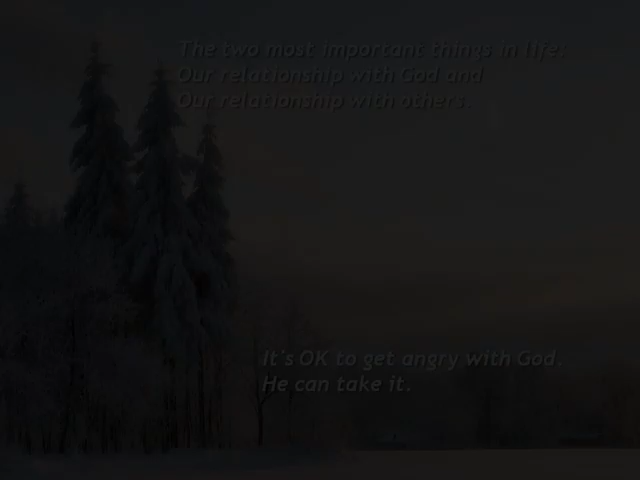 The two most important things in life:
Our relationship with God and
Our relationship with others.
It's OK to get angry with God.
He can take it.